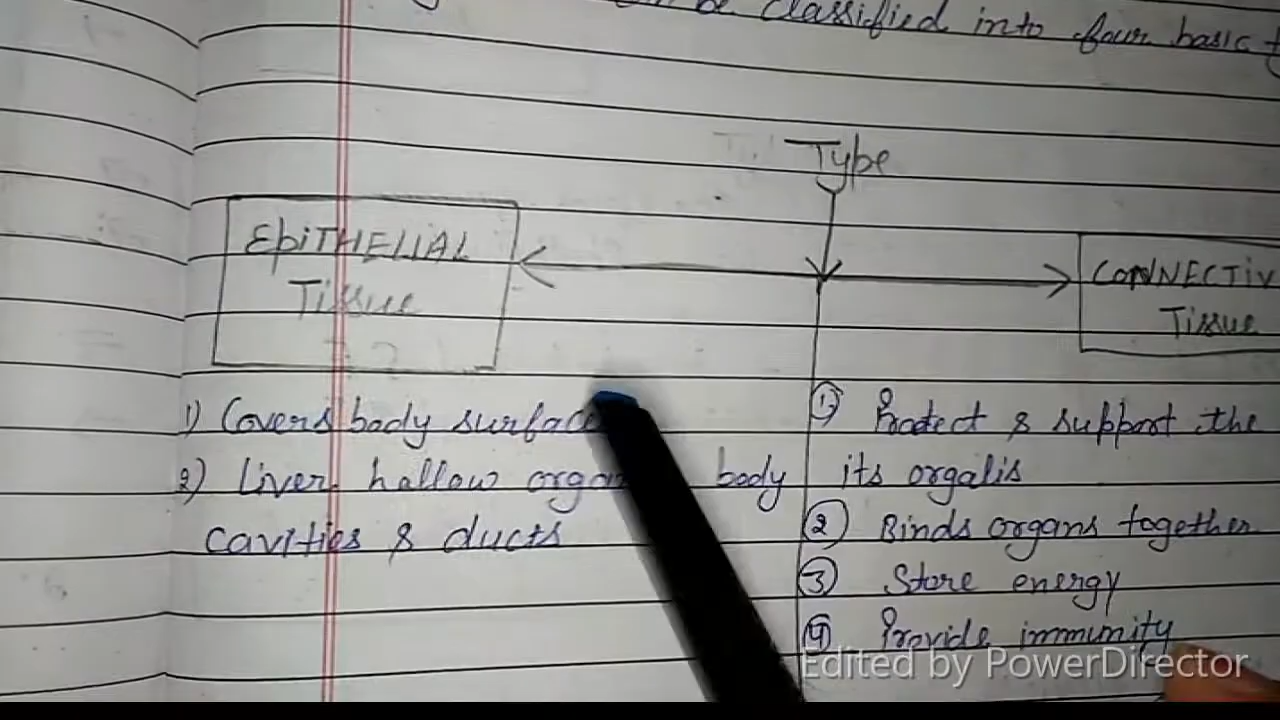 be classified into four basic
Type
EpiTHELIAL
Tissue
CONNECTIV
Tissue
1) Covers body surface
2) Liver hallow organ body
cavities & ducts
① Protect & support the
its orgalis
② Binds organs together
③ Store energy
④ Provide immunity
Edited by PowerDirector